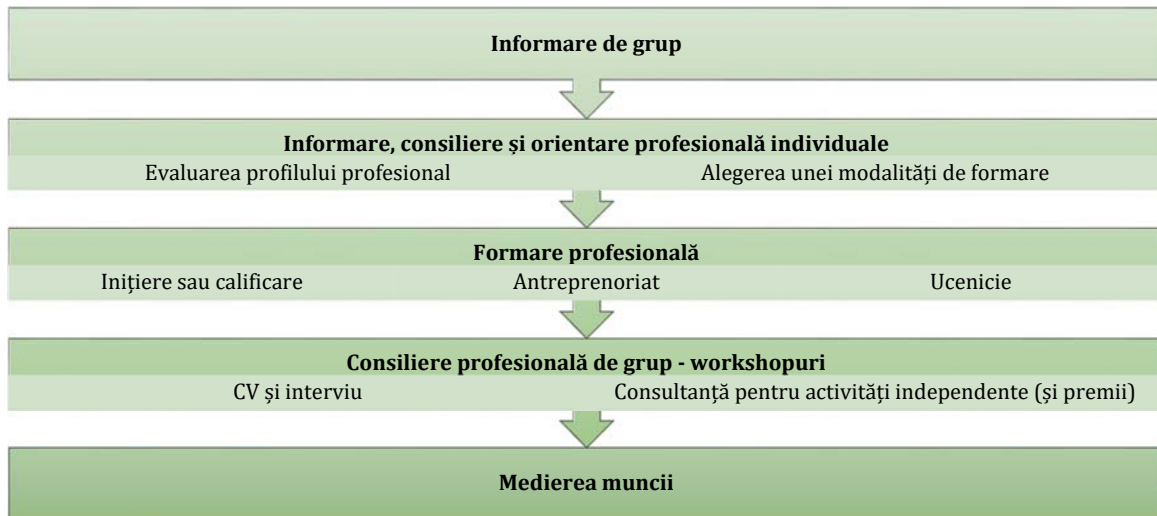 Informare de grup
Informare, consiliere și orientare profesională individuale
Evaluarea profilului profesional Alegerea unei modalități de formare
Formare profesională
Inițiere sau calificare Antreprenoriat Ucenicie
Consiliere profesională de grup - workshopuri
CV și interviu Consultanță pentru activități independente (și premii)
Medierea muncii